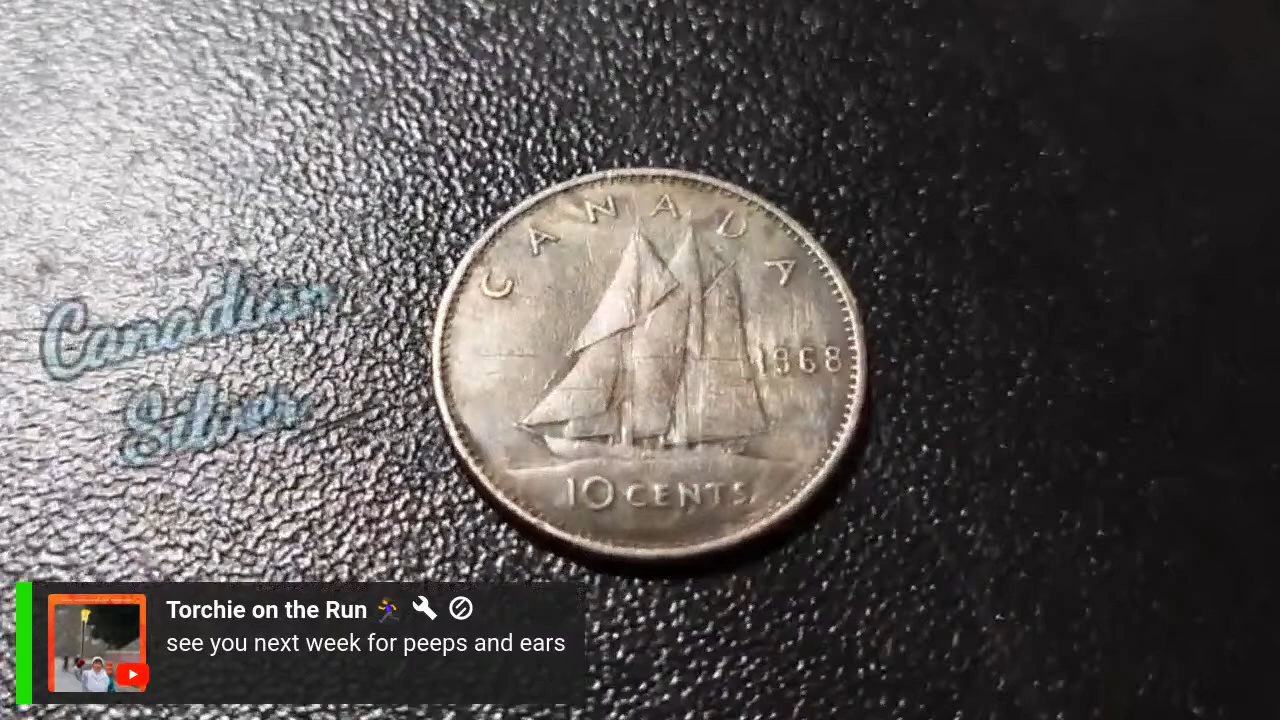 CANADA
1968
10 CENTS
Canadian
Silver
Torchie on the Run
see you next week for peeps and ears